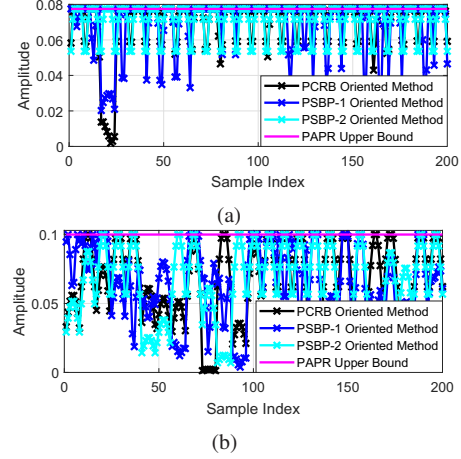 0.08
0.06
0.04
0.02
0
Amplitude
PCRB Oriented Method
PSBP-1 Oriented Method
PSBP-2 Oriented Method
PAPR Upper Bound
0 50 100 150 200
Sample Index
(a)
0.1
0.05
0
Amplitude
PCRB Oriented Method
PSBP-1 Oriented Method
PSBP-2 Oriented Method
PAPR Upper Bound
0 50 100 150 200
Sample Index
(b)